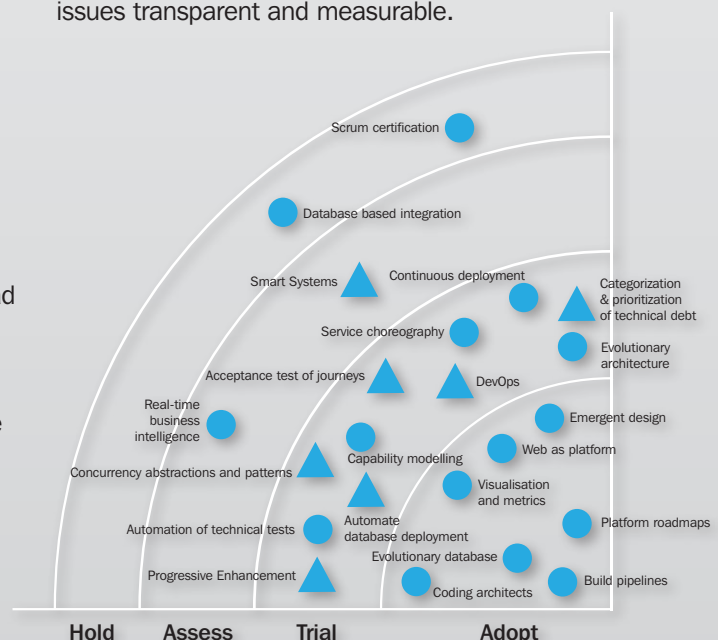 issues transparent and measurable.
Scrum certification
Database based integration
Smart Systems
Continuous deployment
Categorization
& prioritization
of technical debt
Service choreography
Evolutionary
architecture
Acceptance test of journeys
DevOps
Real-time
business
intelligence
Emergent design
Capability modelling
Web as platform
Concurrency abstractions and patterns
Visualisation
and metrics
Automate
database deployment
Platform roadmaps
Automation of technical tests
Evolutionary database
Progressive Enhancement
Coding architects
Build pipelines
Hold
Assess
Trial
Adopt